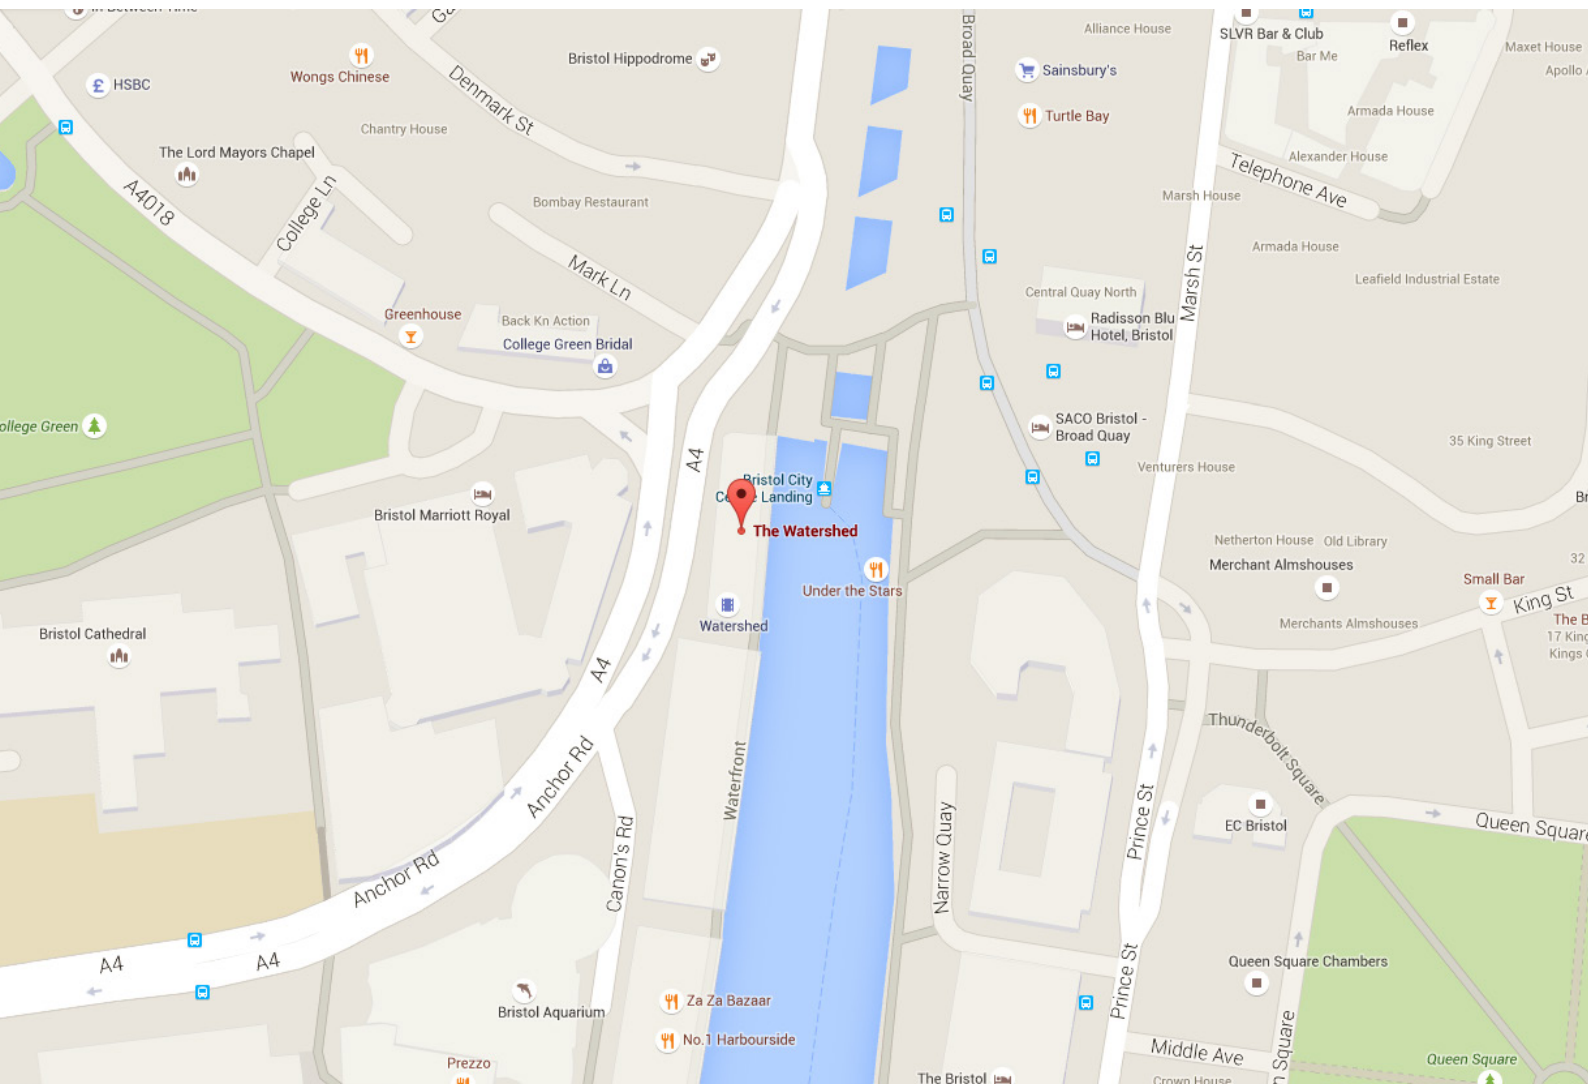 In Between Time
Broad Quay
Alliance House
SLVR Bar & Club
Bar Me
Reflex
Maxet House
Apollo
HSBC
Wongs Chinese
Bristol Hippodrome
Sainsbury's
Turtle Bay
Armada House
Denmark St
Chantry House
The Lord Mayors Chapel
Alexander House
Telephone Ave
A4018
College Ln
Bombay Restaurant
Marsh House
Armada House
Mark Ln
Marsh St
Leafield Industrial Estate
Central Quay North
Radisson Blu
Hotel, Bristol
Greenhouse
Back Kn Action
College Green Bridal
ollege Green
SACO Bristol -
Broad Quay
35 King Street
Venturers House
A4
Bristol City
Landing
Bristol Marriott Royal
The Watershed
Netherton House
Old Library
Merchant Almshouses
32
Under the Stars
Small Bar
King St
Watershed
Merchants Almshouses
The B
17 King
Kings
Bristol Cathedral
A4
Thunderbolt Square
Anchor Rd
Waterfront
Prince St
EC Bristol
Queen Square
Canon's Rd
Narrow Quay
Anchor Rd
A4
A4
Prince St
Queen Square Chambers
Bristol Aquarium
Za Za Bazaar
No.1 Harbourside
Prezzo
Middle Ave
n Square
Queen Square
The Bristol
Crown House